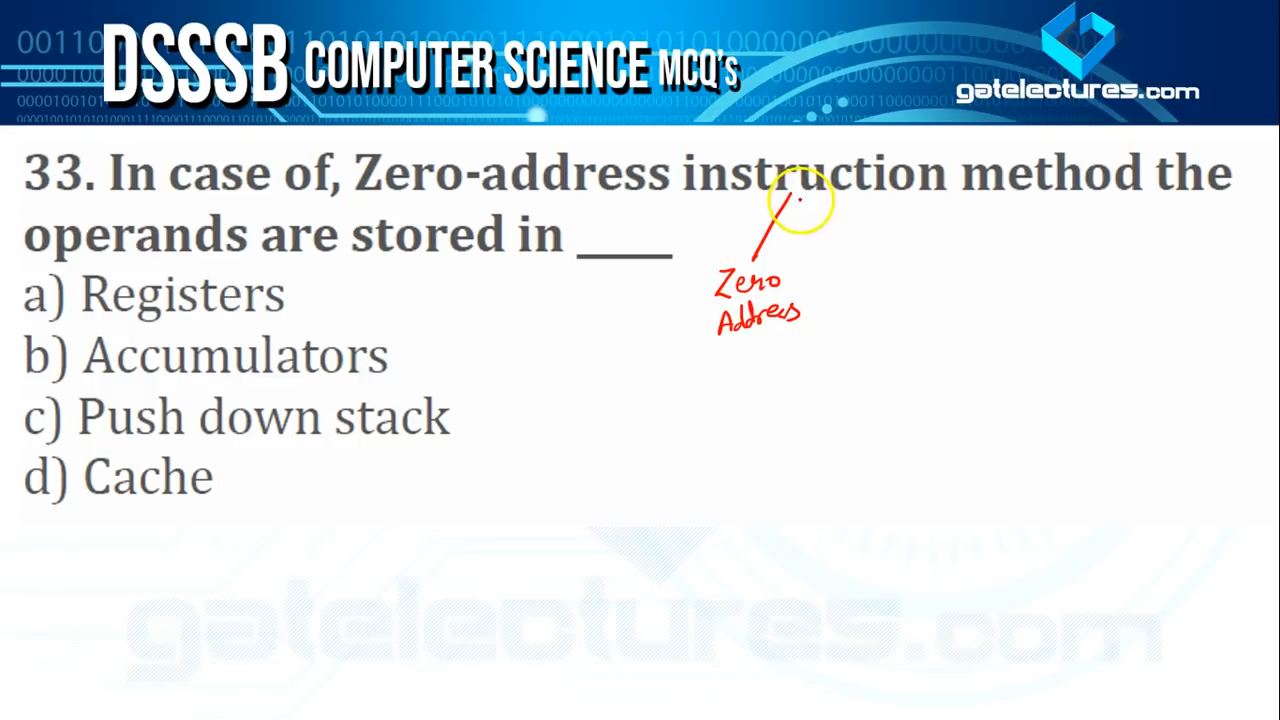 DSSSB COMPUTER SCIENCE MCQ's
gatelectures.com
33. In case of, Zero-address instruction method the
operands are stored in _____
Zero
Address
a) Registers
b) Accumulators
c) Push down stack
d) Cache
gatelectures.com